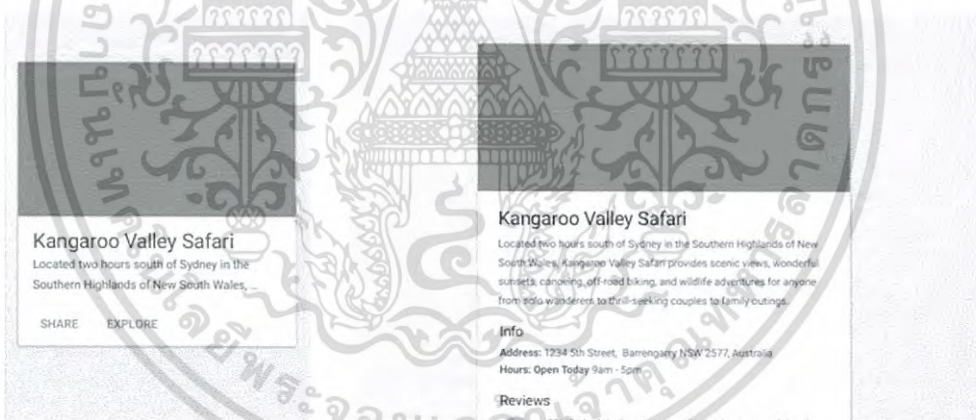 Kangaroo Valley Safari
Located two hours south of Sydney in the
Southern Highlands of New South Wales, ...
SHARE EXPLORE
Kangaroo Valley Safari
Located two hours south of Sydney in the Southern Highlands of New
South Wales, Kangaroo Valley Safari provides scenic views, wonderful
sunsets, canoeing, off-road biking, and wildlife adventures for anyone
from solo wanderers to thrill-seeking couples to family outings.
Info
Address: 1234 5th Street, Barrengarry NSW 2577, Australia
Hours: Open Today 9am - 5pm
Reviews